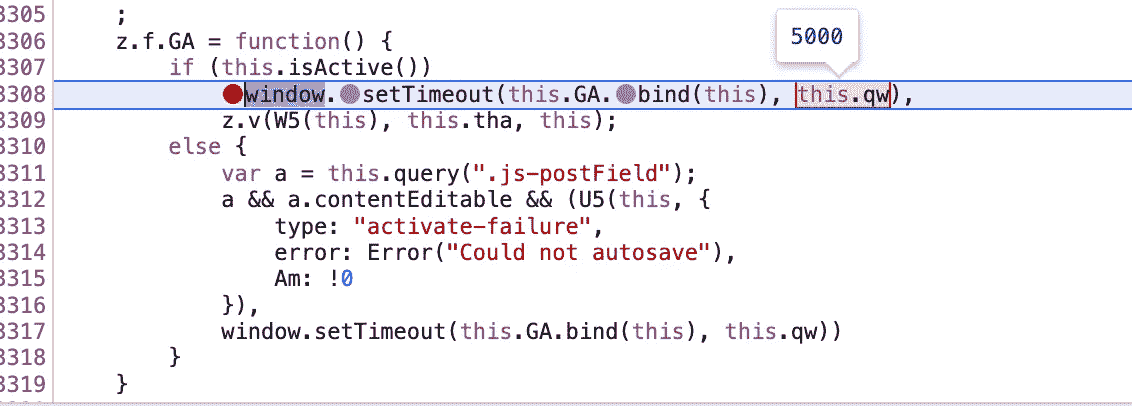 5000
3305 ;
3306 z.f.GA = function() {
3307 if (this.isActive())
3308 window.setTimeout(this.GA.bind(this), this.qw),
3309 z.v(W5(this), this.tha, this);
3310 else {
3311 var a = this.query(".js-postField");
3312 a && a.contentEditable && (U5(this, {
3313 type: "activate-failure",
3314 error: Error("Could not autosave"),
3315 Am: !0
3316 }),
3317 window.setTimeout(this.GA.bind(this), this.qw))
3318 }
3319 }